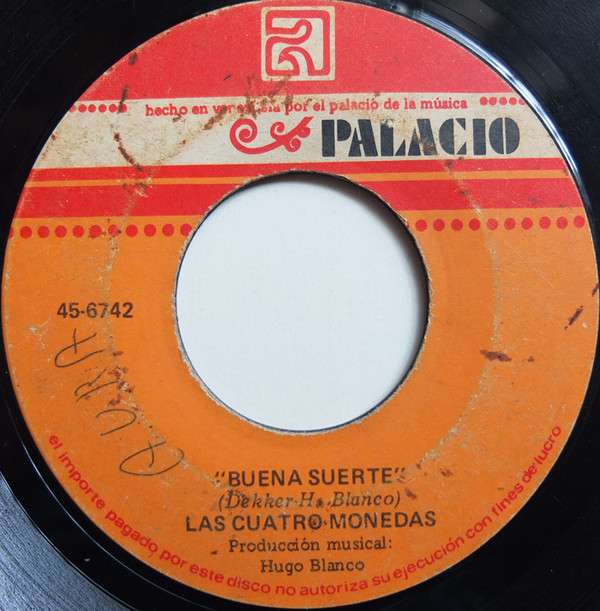 hecho en venezuela por el palacio de la música
PALACIO
45-6742
"BUENA SUERTE"
(Dekker-H. Blanco)
LAS CUATRO MONEDAS
Producción musical:
Hugo Blanco
el importe pagado por este disco no autoriza su ejecución con fines de lucro